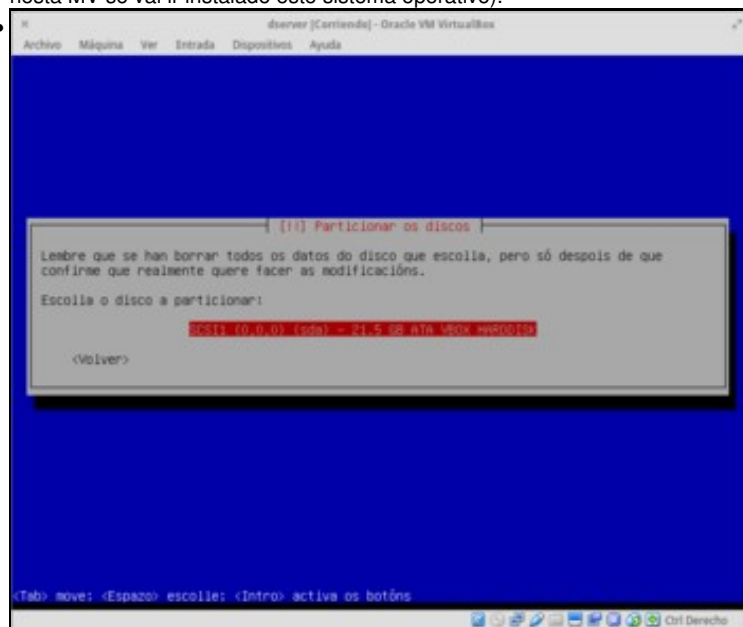 nesta MV só vai ir instalado este sistema operativo).
dserver [Corriendo] - Oracle VM VirtualBox
Archivo Máquina Ver Entrada Dispositivos Ayuda
[!!] Particionar os discos
Lembre que se han borrar todos os datos do disco que escolla, pero só despois de que
confirme que realmente quere facer as modificacións.
Escolla o disco a particionar:
SCSI1 (0,0,0) (sda) - 21.5 GB ATA VBOX HARDDISK
<Volver>
<Tab> move; <Espazo> escolle; <Intro> activa os botóns
Ctrl Derecho